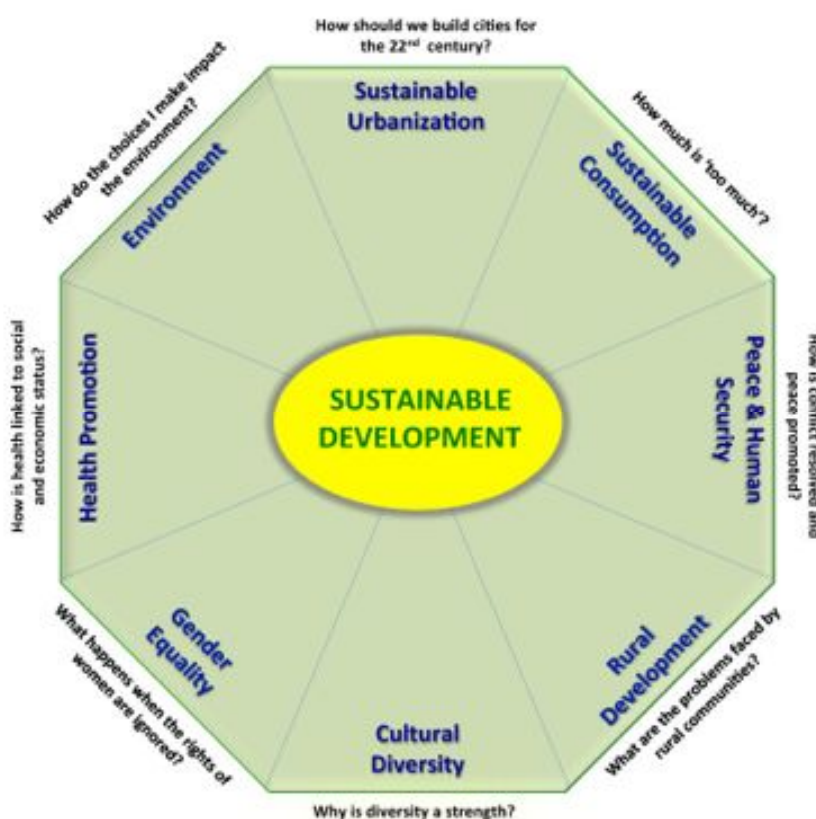 How should we build cities for
the 22nd century?
Sustainable
Urbanization
How much is 'too much'?
Sustainable
Consumption
How is conflict resolved and
peace promoted?
Peace & Human
Security
What are the problems faced by
rural communities?
Rural
Development
Why is diversity a strength?
Cultural
Diversity
What happens when the rights of
women are ignored?
Gender
Equality
How is health linked to social
and economic status?
Health Promotion
How do the choices I make impact
the environment?
Environment
SUSTAINABLE
DEVELOPMENT